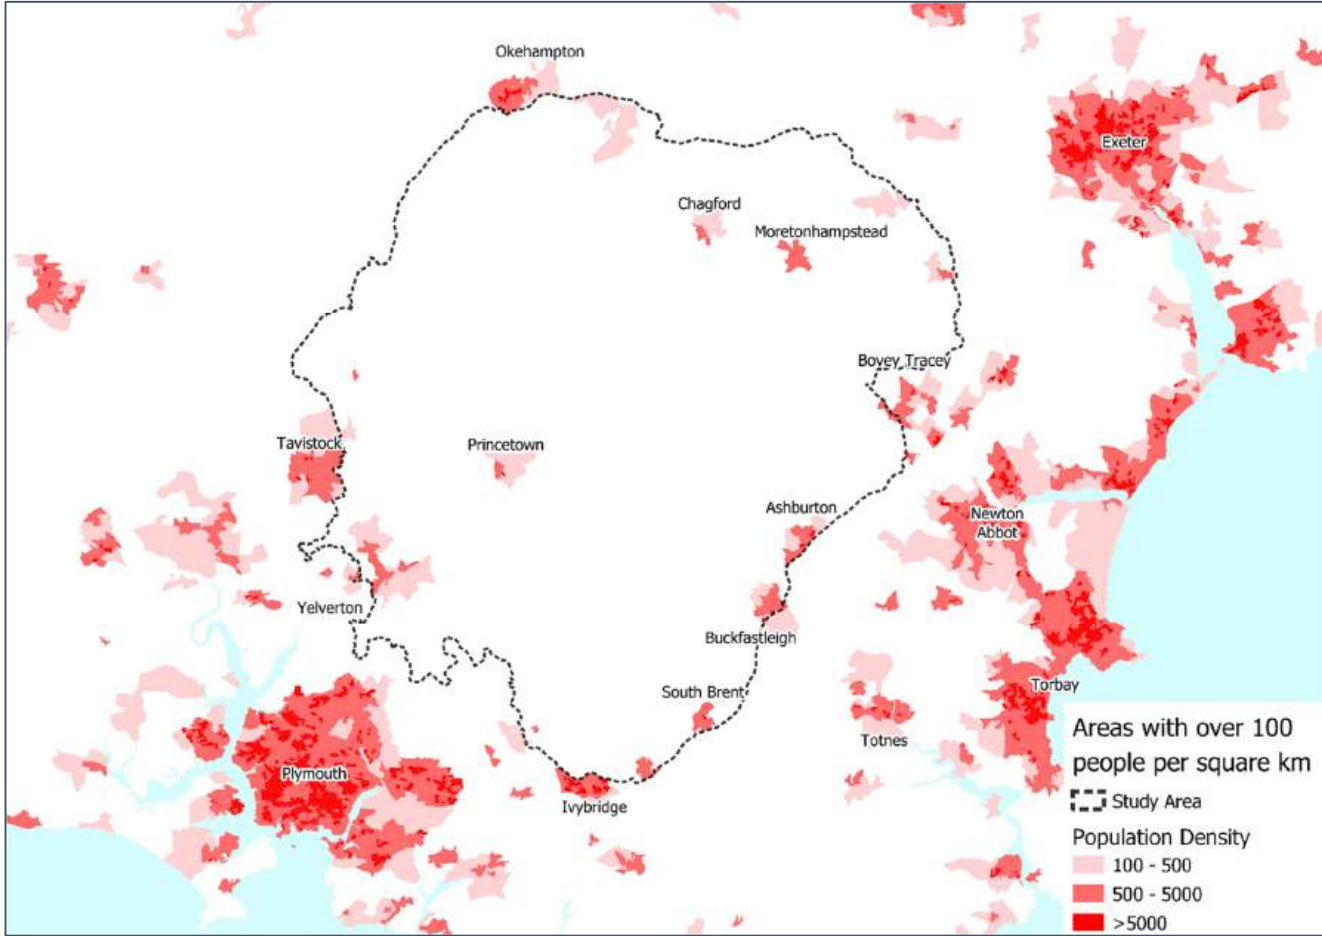 Okehampton
Exeter
Chagford
Moretonhampstead
Bovey Tracey
Tavistock
Princetown
Ashburton
Newton
Abbot
Yelverton
Buckfastleigh
South Brent
Torbay
Totnes
Plymouth
Ivybridge
Areas with over 100
people per square km
Study Area
Population Density
100 - 500
500 - 5000
>5000